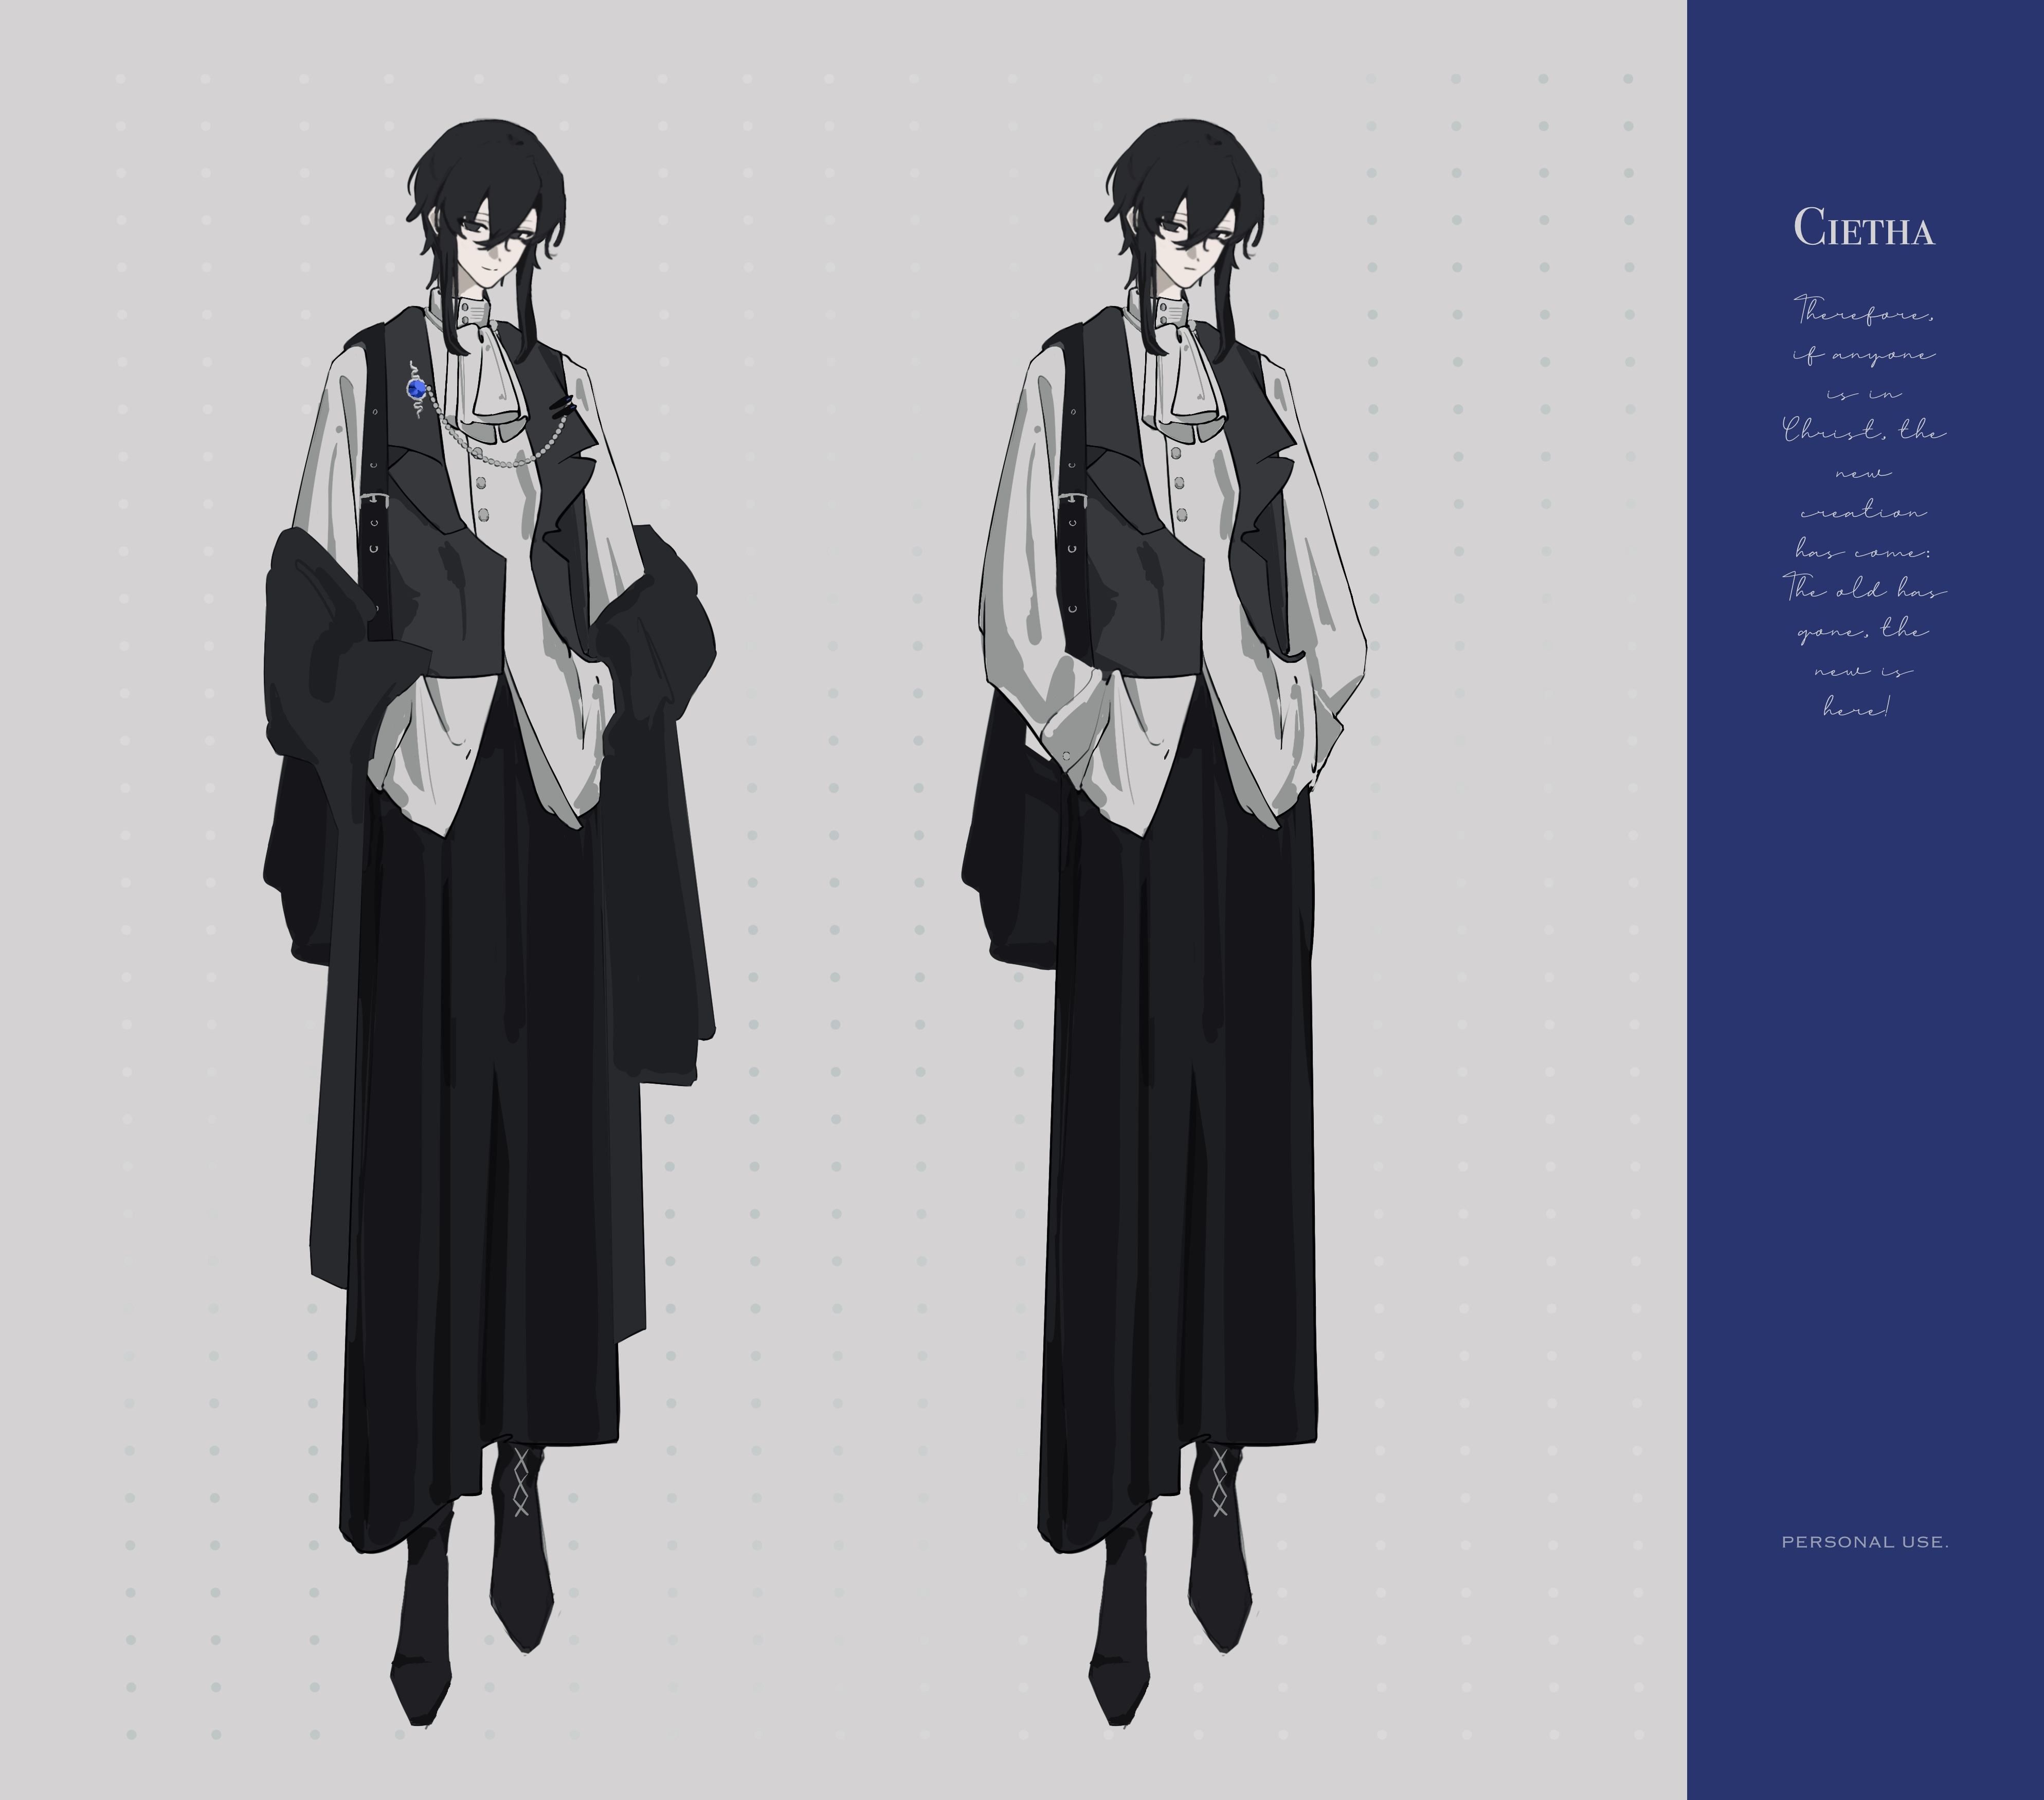 CIETHA
Therefore,
if anyone
is in
Christ, the
new
creation
has come:
The old has
gone, the
new is
here!
PERSONAL USE.